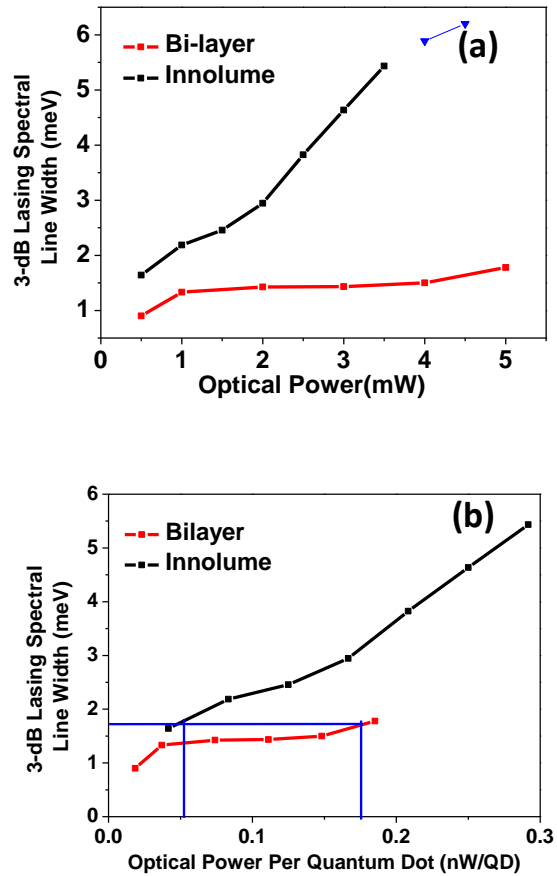 6
5
4
3
2
1
3-dB Lasing Spectral
Line Width (meV)
Bi-layer
Innolume
(a)
0 1 2 3 4 5
Optical Power(mW)
6
5
4
3
2
1
0
3-dB Lasing Spectral
Line Width (meV)
Bilayer
Innolume
(b)
0.0 0.1 0.2 0.3
Optical Power Per Quantum Dot (nW/QD)